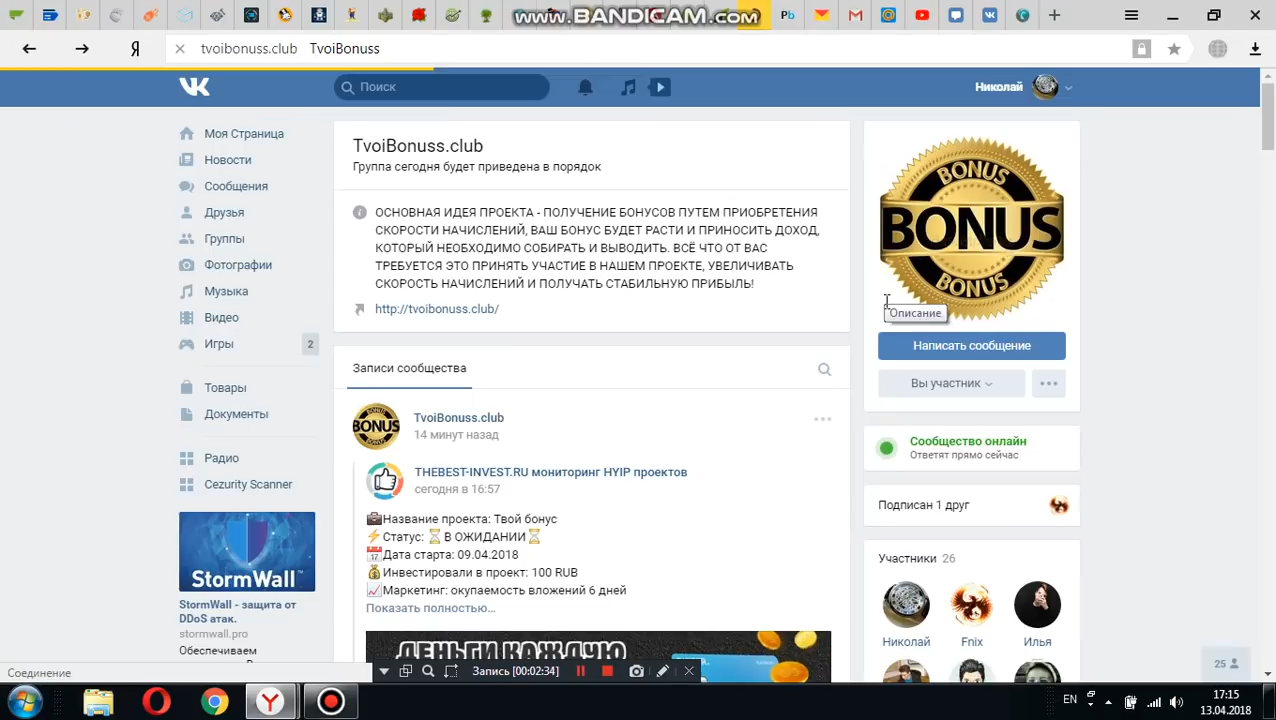 www.BANDICAM.com
Pb
Я
tvoibonuss.club TvoiBonuss
Поиск
Николай
Моя Страница
Новости
Сообщения
Друзья
Группы
Фотографии
Музыка
Видео
Игры
2
Товары
Документы
Радио
Cezurity Scanner
StormWall
StormWall - защита от
DDoS атак.
stormwall.pro
Обеспечиваем
TvoiBonuss.club
Группа сегодня будет приведена в порядок
ОСНОВНАЯ ИДЕЯ ПРОЕКТА - ПОЛУЧЕНИЕ БОНУСОВ ПУТЕМ ПРИОБРЕТЕНИЯ
СКОРОСТИ НАЧИСЛЕНИЙ, ВАШ БОНУС БУДЕТ РАСТИ И ПРИНОСИТЬ ДОХОД,
КОТОРЫЙ НЕОБХОДИМО СОБИРАТЬ И ВЫВОДИТЬ. ВСЁ ЧТО ОТ ВАС
ТРЕБУЕТСЯ ЭТО ПРИНЯТЬ УЧАСТИЕ В НАШЕМ ПРОЕКТЕ, УВЕЛИЧИВАТЬ
СКОРОСТЬ НАЧИСЛЕНИЙ И ПОЛУЧАТЬ СТАБИЛЬНУЮ ПРИБЫЛЬ!
http://tvoibonuss.club/
Записи сообщества
BONUS
TvoiBonuss.club
14 минут назад
THEBEST-INVEST.RU мониторинг HYIP проектов
сегодня в 16:57
Название проекта: Твой бонус
Статус: В ОЖИДАНИИ
Дата старта: 09.04.2018
Инвестировали в проект: 100 RUB
Маркетинг: окупаемость вложений 6 дней
Показать полностью...
ДЕНЬГИ КАЖДУЮ
BONUS
BONUS
BONUS
Описание
Написать сообщение
Вы участник
Сообщество онлайн
Ответят прямо сейчас
Подписан 1 друг
Участники 26
Николай
Fnix
Илья
25
Соединение
Запись [00:02:34]
EN
17:15
13.04.2018